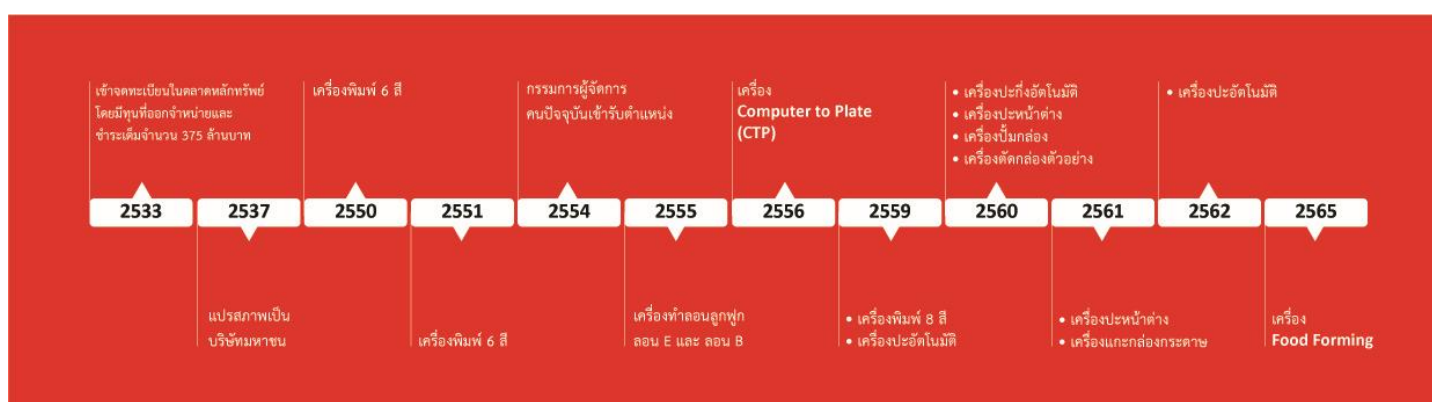 เข้าจดทะเบียนในตลาดหลักทรัพย์
โดยมีทุนที่ออกจำหน่ายและ
ชำระเต็มจำนวน 375 ล้านบาท
เครื่องพิมพ์ 6 สี
กรรมการผู้จัดการ
คนปัจจุบันเข้ารับตำแหน่ง
เครื่อง
Computer to Plate
(CTP)
• เครื่องปะกึ่งอัตโนมัติ
• เครื่องปะหน้าต่าง
• เครื่องปั๊มกล่อง
• เครื่องตัดกล่องตัวอย่าง
• เครื่องปะอัตโนมัติ
2533 2537 2550 2551 2554 2555 2556 2559 2560 2561 2562 2565
แปรสภาพเป็น
บริษัทมหาชน
เครื่องพิมพ์ 6 สี
เครื่องทำลอนลูกฟูก
ลอน E และ ลอน B
• เครื่องพิมพ์ 8 สี
• เครื่องปะอัตโนมัติ
• เครื่องปะหน้าต่าง
• เครื่องแกะกล่องกระดาษ
เครื่อง
Food Forming